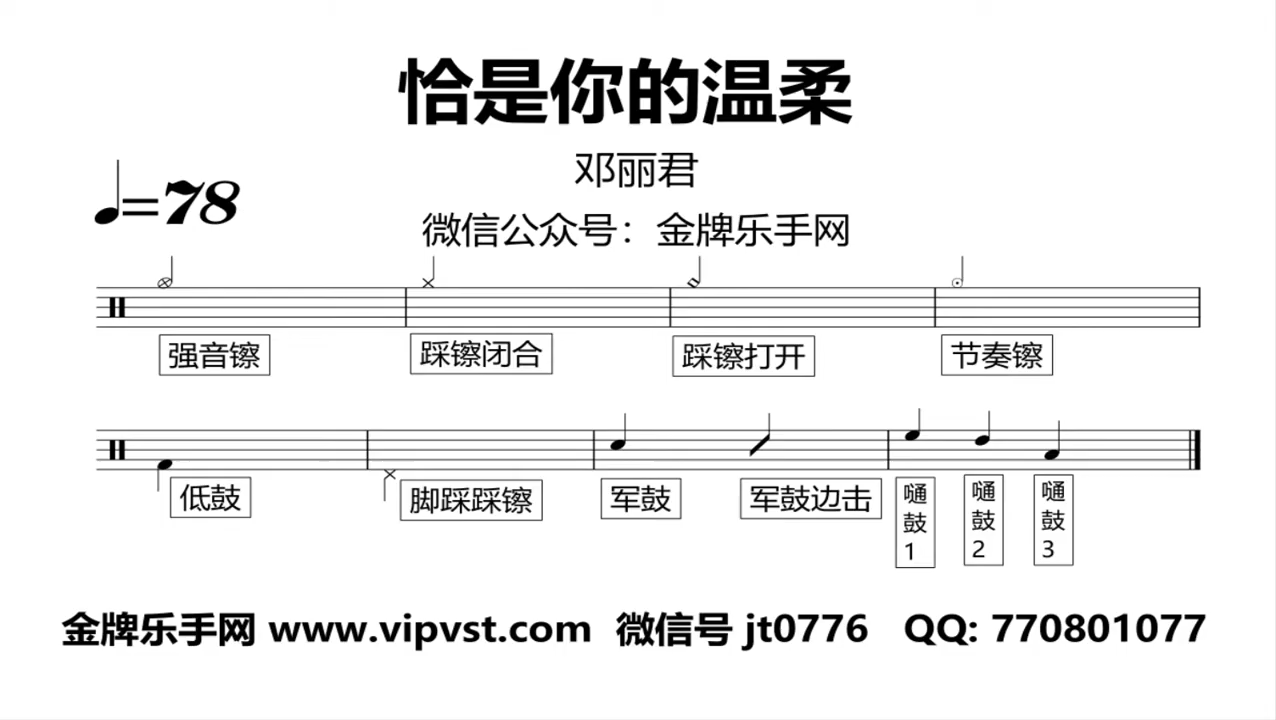 恰是你的温柔
邓丽君
♩=78
微信公众号：金牌乐手网
强音镲 踩镲闭合 踩镲打开 节奏镲
低鼓 脚踩踩镲 军鼓 军鼓边击 嗵鼓1 嗵鼓2 嗵鼓3
金牌乐手网 www.vipvst.com 微信号 jt0776 QQ: 770801077